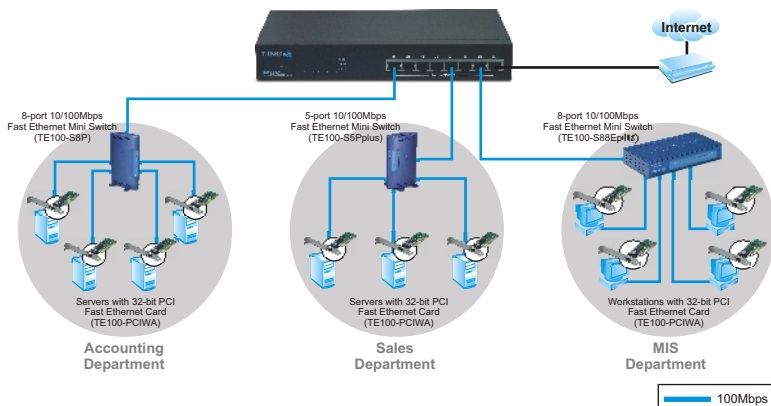 Internet
8-port 10/100Mbps
Fast Ethernet Mini Switch
(TE100-S8P)
5-port 10/100Mbps
Fast Ethernet Mini Switch
(TE100-S5Pplus)
8-port 10/100Mbps
Fast Ethernet Mini Switch
(TE100-S88Eplus)
Servers with 32-bit PCI
Fast Ethernet Card
(TE100-PCIWA)
Servers with 32-bit PCI
Fast Ethernet Card
(TE100-PCIWA)
Workstations with 32-bit PCI
Fast Ethernet Card
(TE100-PCIWA)
Accounting
Department
Sales
Department
MIS
Department
100Mbps